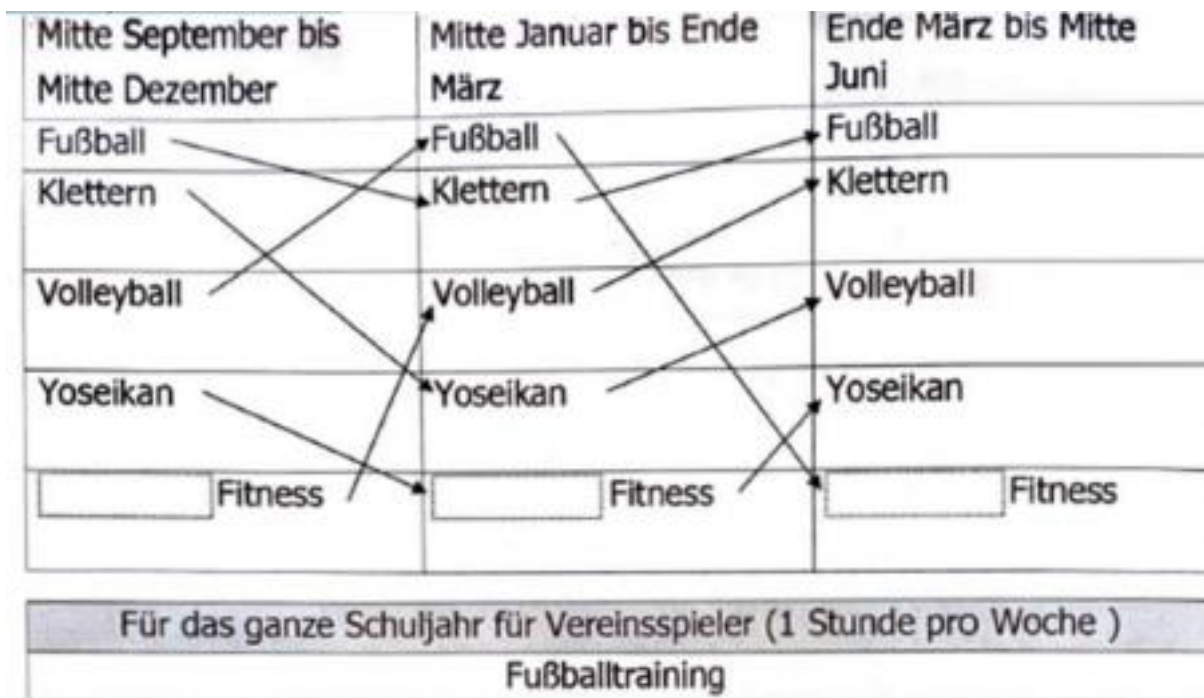 Mitte September bis
Mitte Dezember
Mitte Januar bis Ende
März
Ende März bis Mitte
Juni
Fußball
Fußball
Fußball
Klettern
Klettern
Klettern
Volleyball
Volleyball
Volleyball
Yoseikan
Yoseikan
Yoseikan
Fitness
Fitness
Fitness
Für das ganze Schuljahr für Vereinsspieler (1 Stunde pro Woche )
Fußballtraining